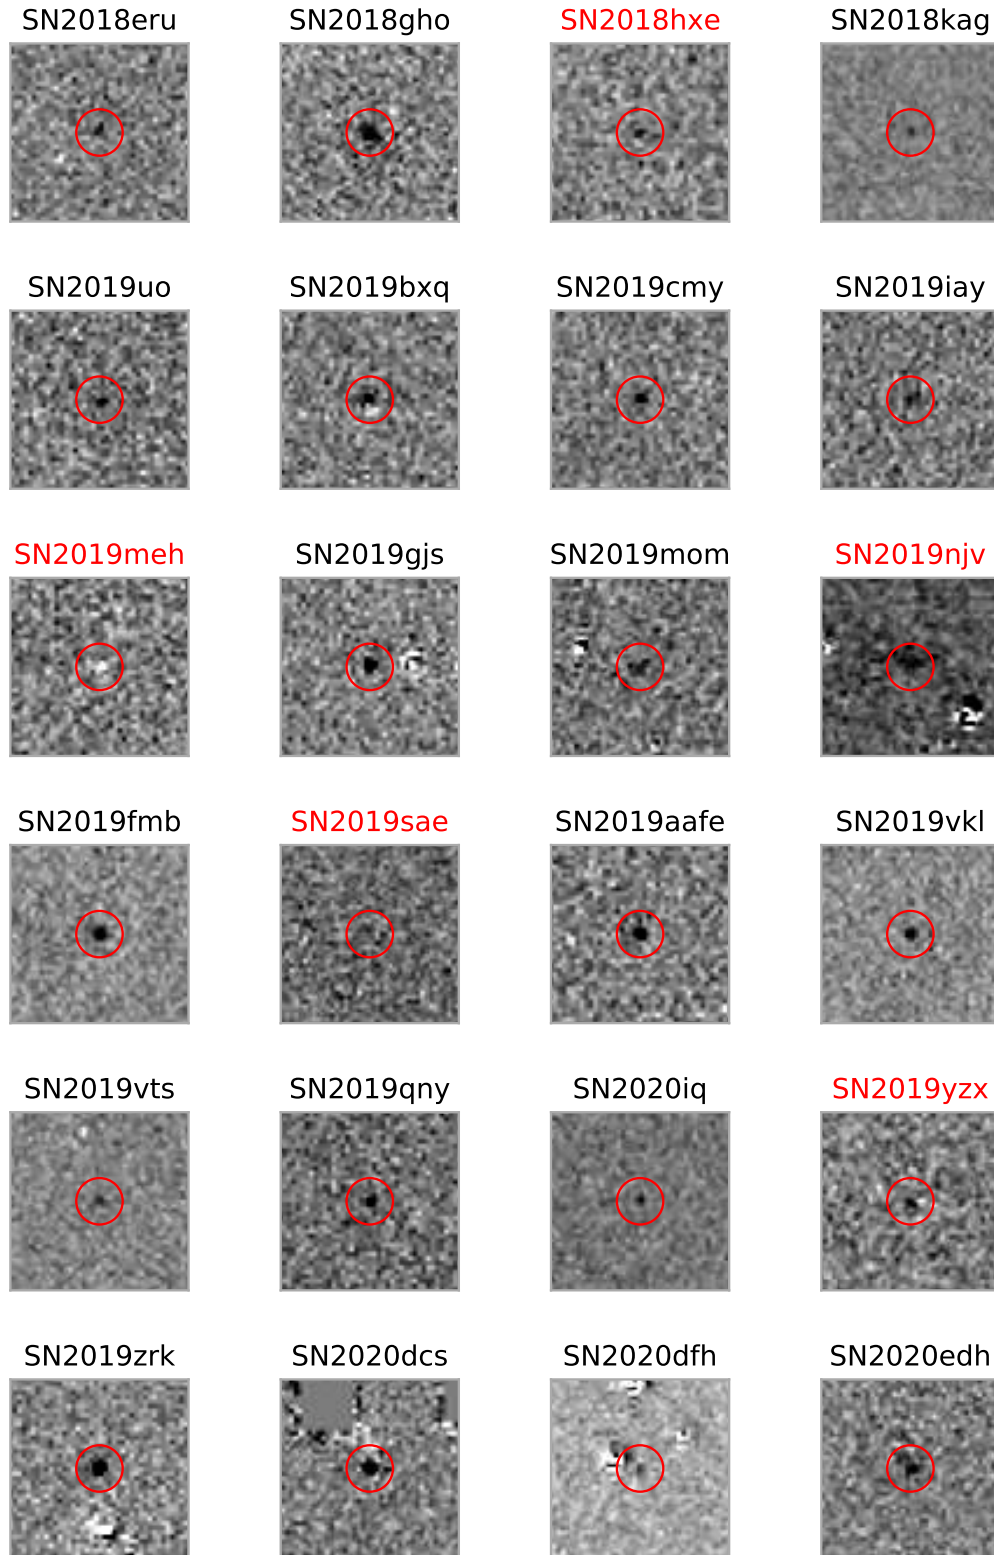 SN2018eru SN2018gho SN2018hxe SN2018kag
SN2019uo SN2019bxq SN2019cmy SN2019iay
SN2019meh SN2019gjs SN2019mom SN2019njv
SN2019fmb SN2019sae SN2019aafe SN2019vkl
SN2019vts SN2019qny SN2020iq SN2019yzx
SN2019zrk SN2020dcs SN2020dfh SN2020edh